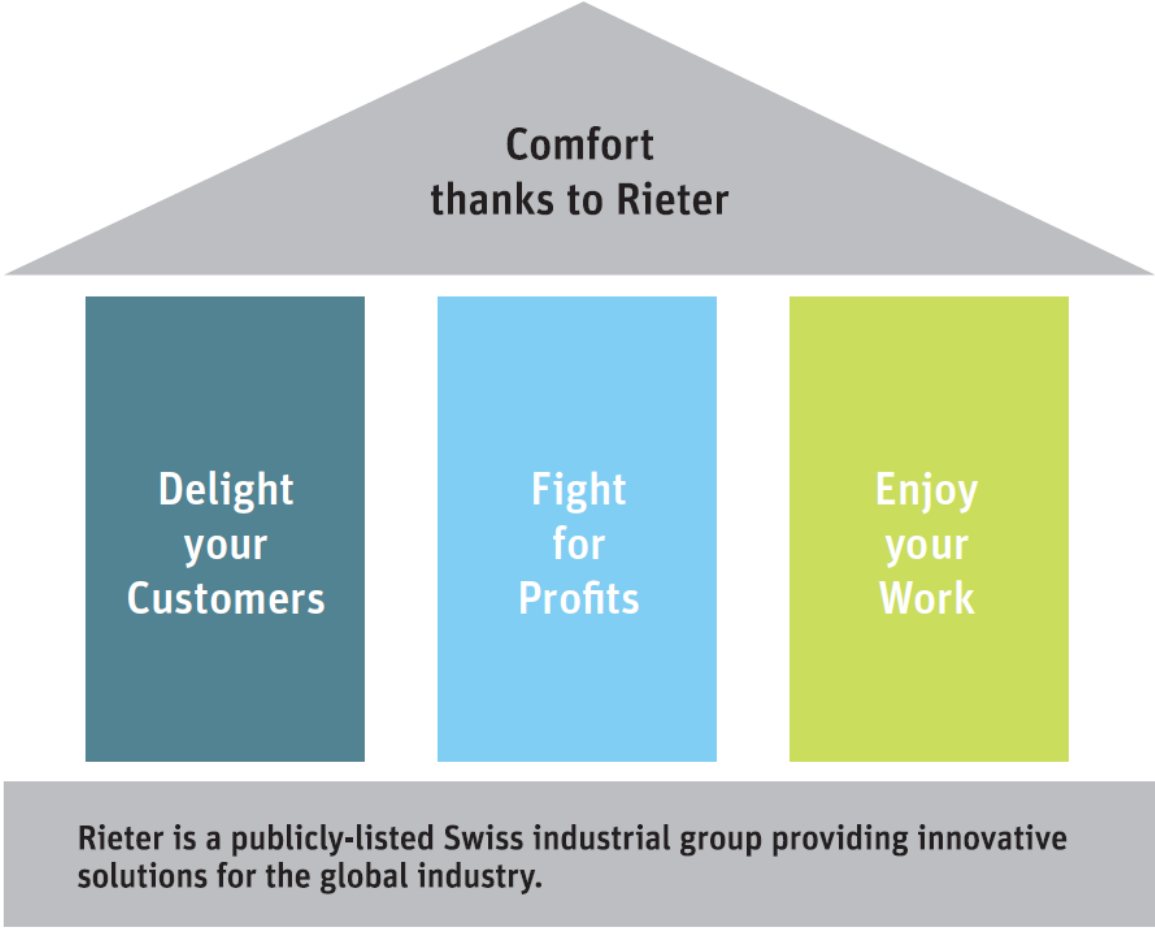 Comfort
thanks to Rieter
Delight
your
Customers
Fight
for
Profits
Enjoy
your
Work
Rieter is a publicly-listed Swiss industrial group providing innovative
solutions for the global industry.